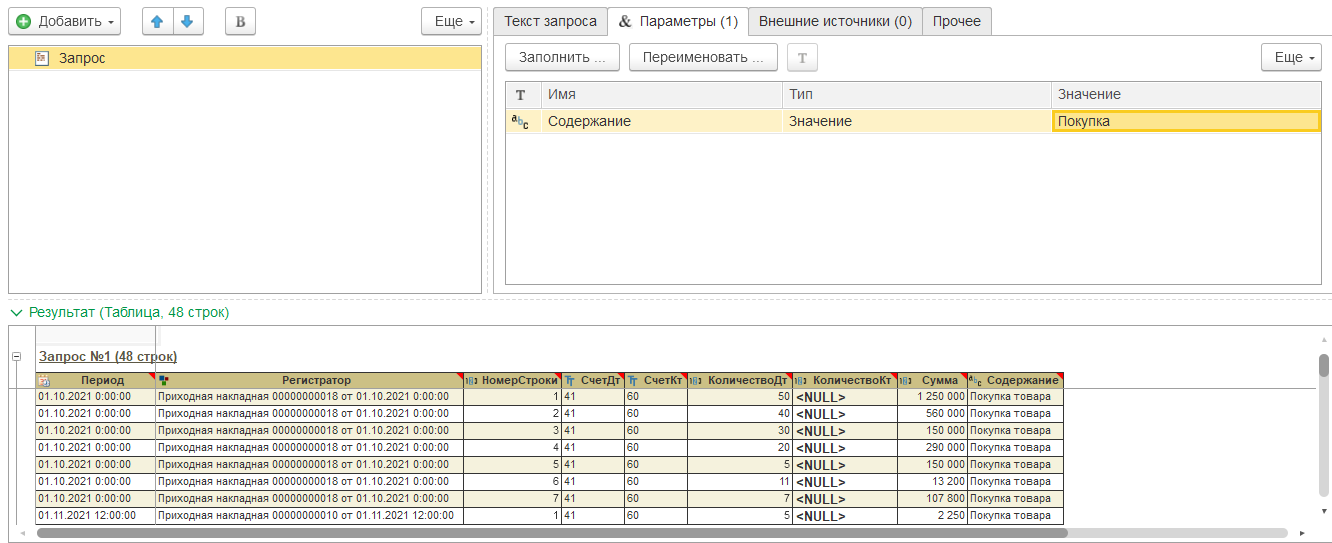 Добавить В Еще
Запрос
Текст запроса & Параметры (1) Внешние источники (0) Прочее
Заполнить ... Переименовать ... Т Еще
Т Имя Тип Значение
abc Содержание Значение Покупка
Результат (Таблица, 48 строк)
Запрос №1 (48 строк)
Период Регистратор НомерСтроки СчетДт СчетКт КоличествоДт КоличествоКт Сумма Содержание
01.10.2021 0:00:00 Приходная накладная 00000000018 от 01.10.2021 0:00:00 1 41 60 50 <NULL> 1 250 000 Покупка товара
01.10.2021 0:00:00 Приходная накладная 00000000018 от 01.10.2021 0:00:00 2 41 60 40 <NULL> 560 000 Покупка товара
01.10.2021 0:00:00 Приходная накладная 00000000018 от 01.10.2021 0:00:00 3 41 60 30 <NULL> 150 000 Покупка товара
01.10.2021 0:00:00 Приходная накладная 00000000018 от 01.10.2021 0:00:00 4 41 60 20 <NULL> 290 000 Покупка товара
01.10.2021 0:00:00 Приходная накладная 00000000018 от 01.10.2021 0:00:00 5 41 60 5 <NULL> 150 000 Покупка товара
01.10.2021 0:00:00 Приходная накладная 00000000018 от 01.10.2021 0:00:00 6 41 60 11 <NULL> 13 200 Покупка товара
01.10.2021 0:00:00 Приходная накладная 00000000018 от 01.10.2021 0:00:00 7 41 60 7 <NULL> 107 800 Покупка товара
01.11.2021 12:00:00 Приходная накладная 00000000010 от 01.11.2021 12:00:00 1 41 60 5 <NULL> 2 250 Покупка товара